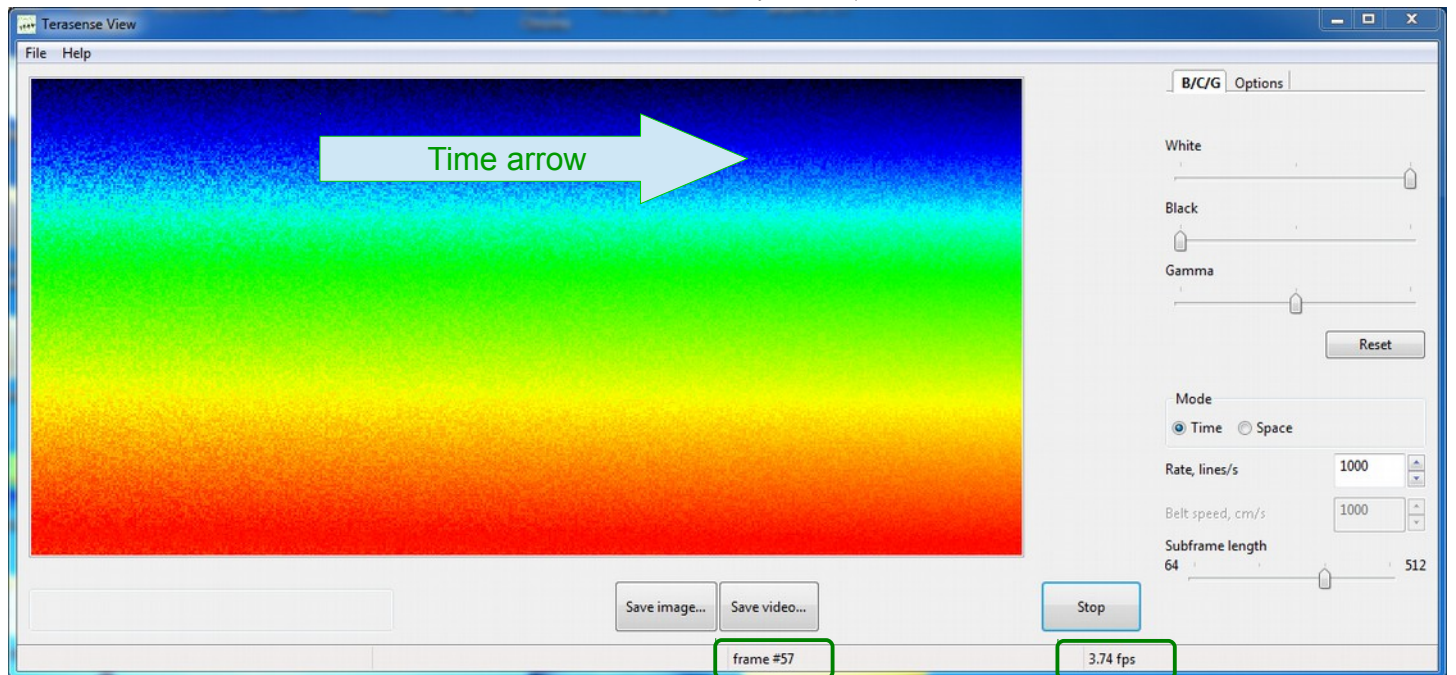 Terasense View
File Help
B/C/G Options
Time arrow
White
Black
Gamma
Reset
Mode
Time Space
Rate, lines/s 1000
Belt speed, cm/s 1000
Subframe length
64 512
Save image... Save video... Stop
frame #57 3.74 fps